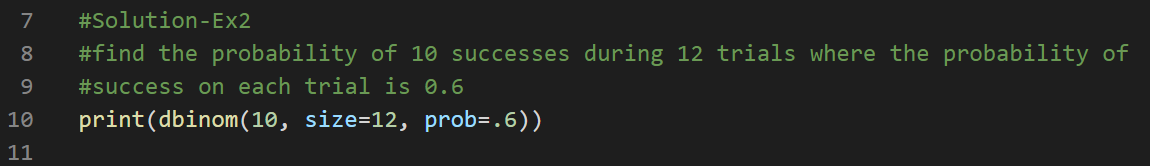 7 #Solution-Ex2
8 #find the probability of 10 successes during 12 trials where the probability of
9 #success on each trial is 0.6
10 print(dbinom(10, size=12, prob=.6))
11